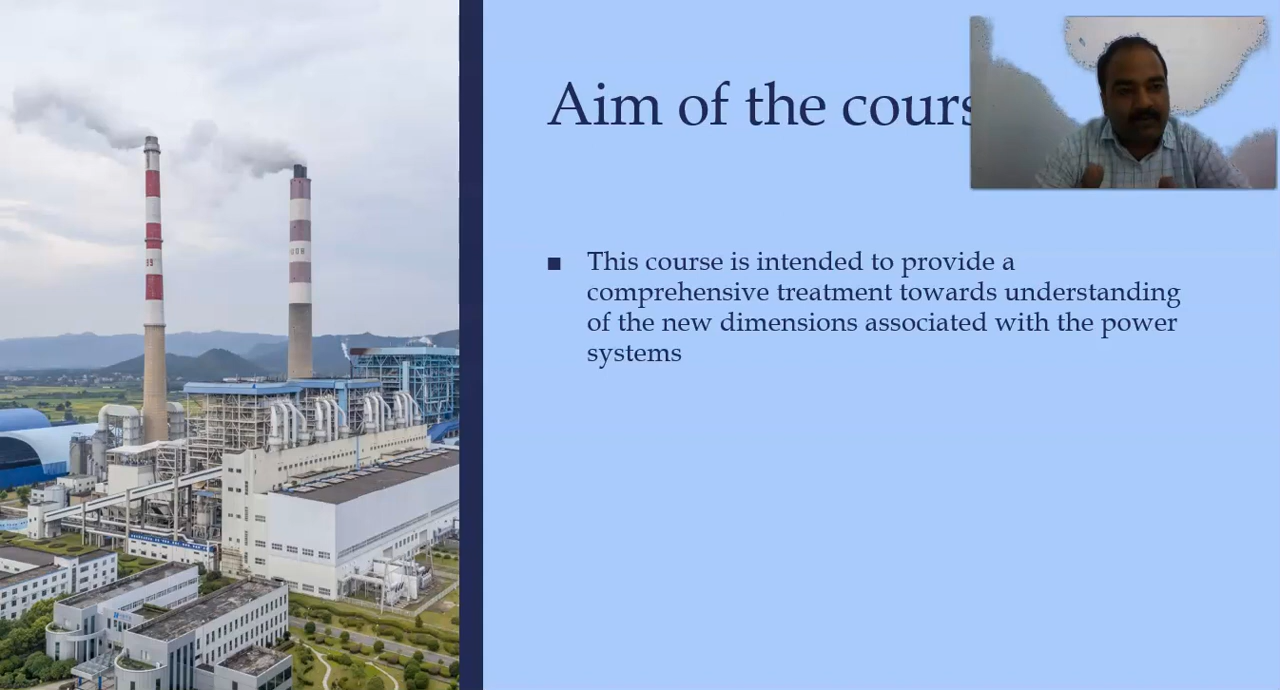 Aim of the cours
■ This course is intended to provide a
comprehensive treatment towards understanding
of the new dimensions associated with the power
systems